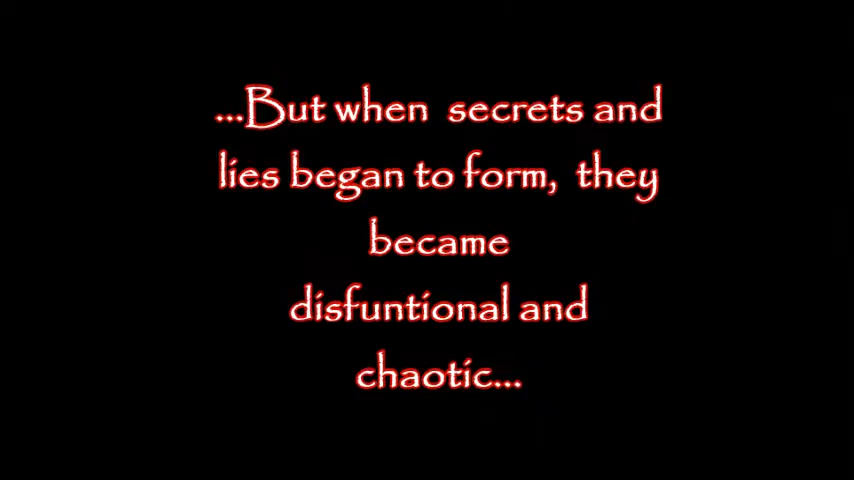 ...But when  secrets and
lies began to form,  they
became
disfuntional and
chaotic...